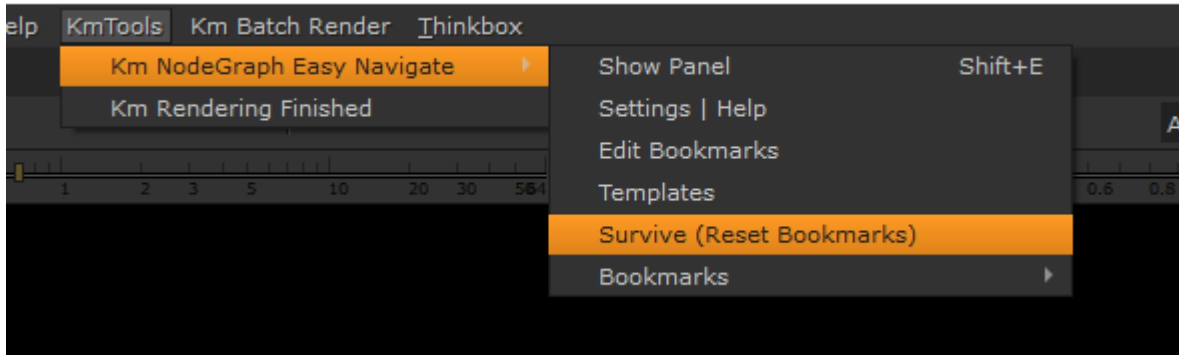 elp KmTools Km Batch Render Thinkbox
Km NodeGraph Easy Navigate
Km Rendering Finished
Show Panel Shift+E
Settings | Help
Edit Bookmarks
Templates
Survive (Reset Bookmarks)
Bookmarks
A
1 2 3 5 10 20 30 0.6 0.8